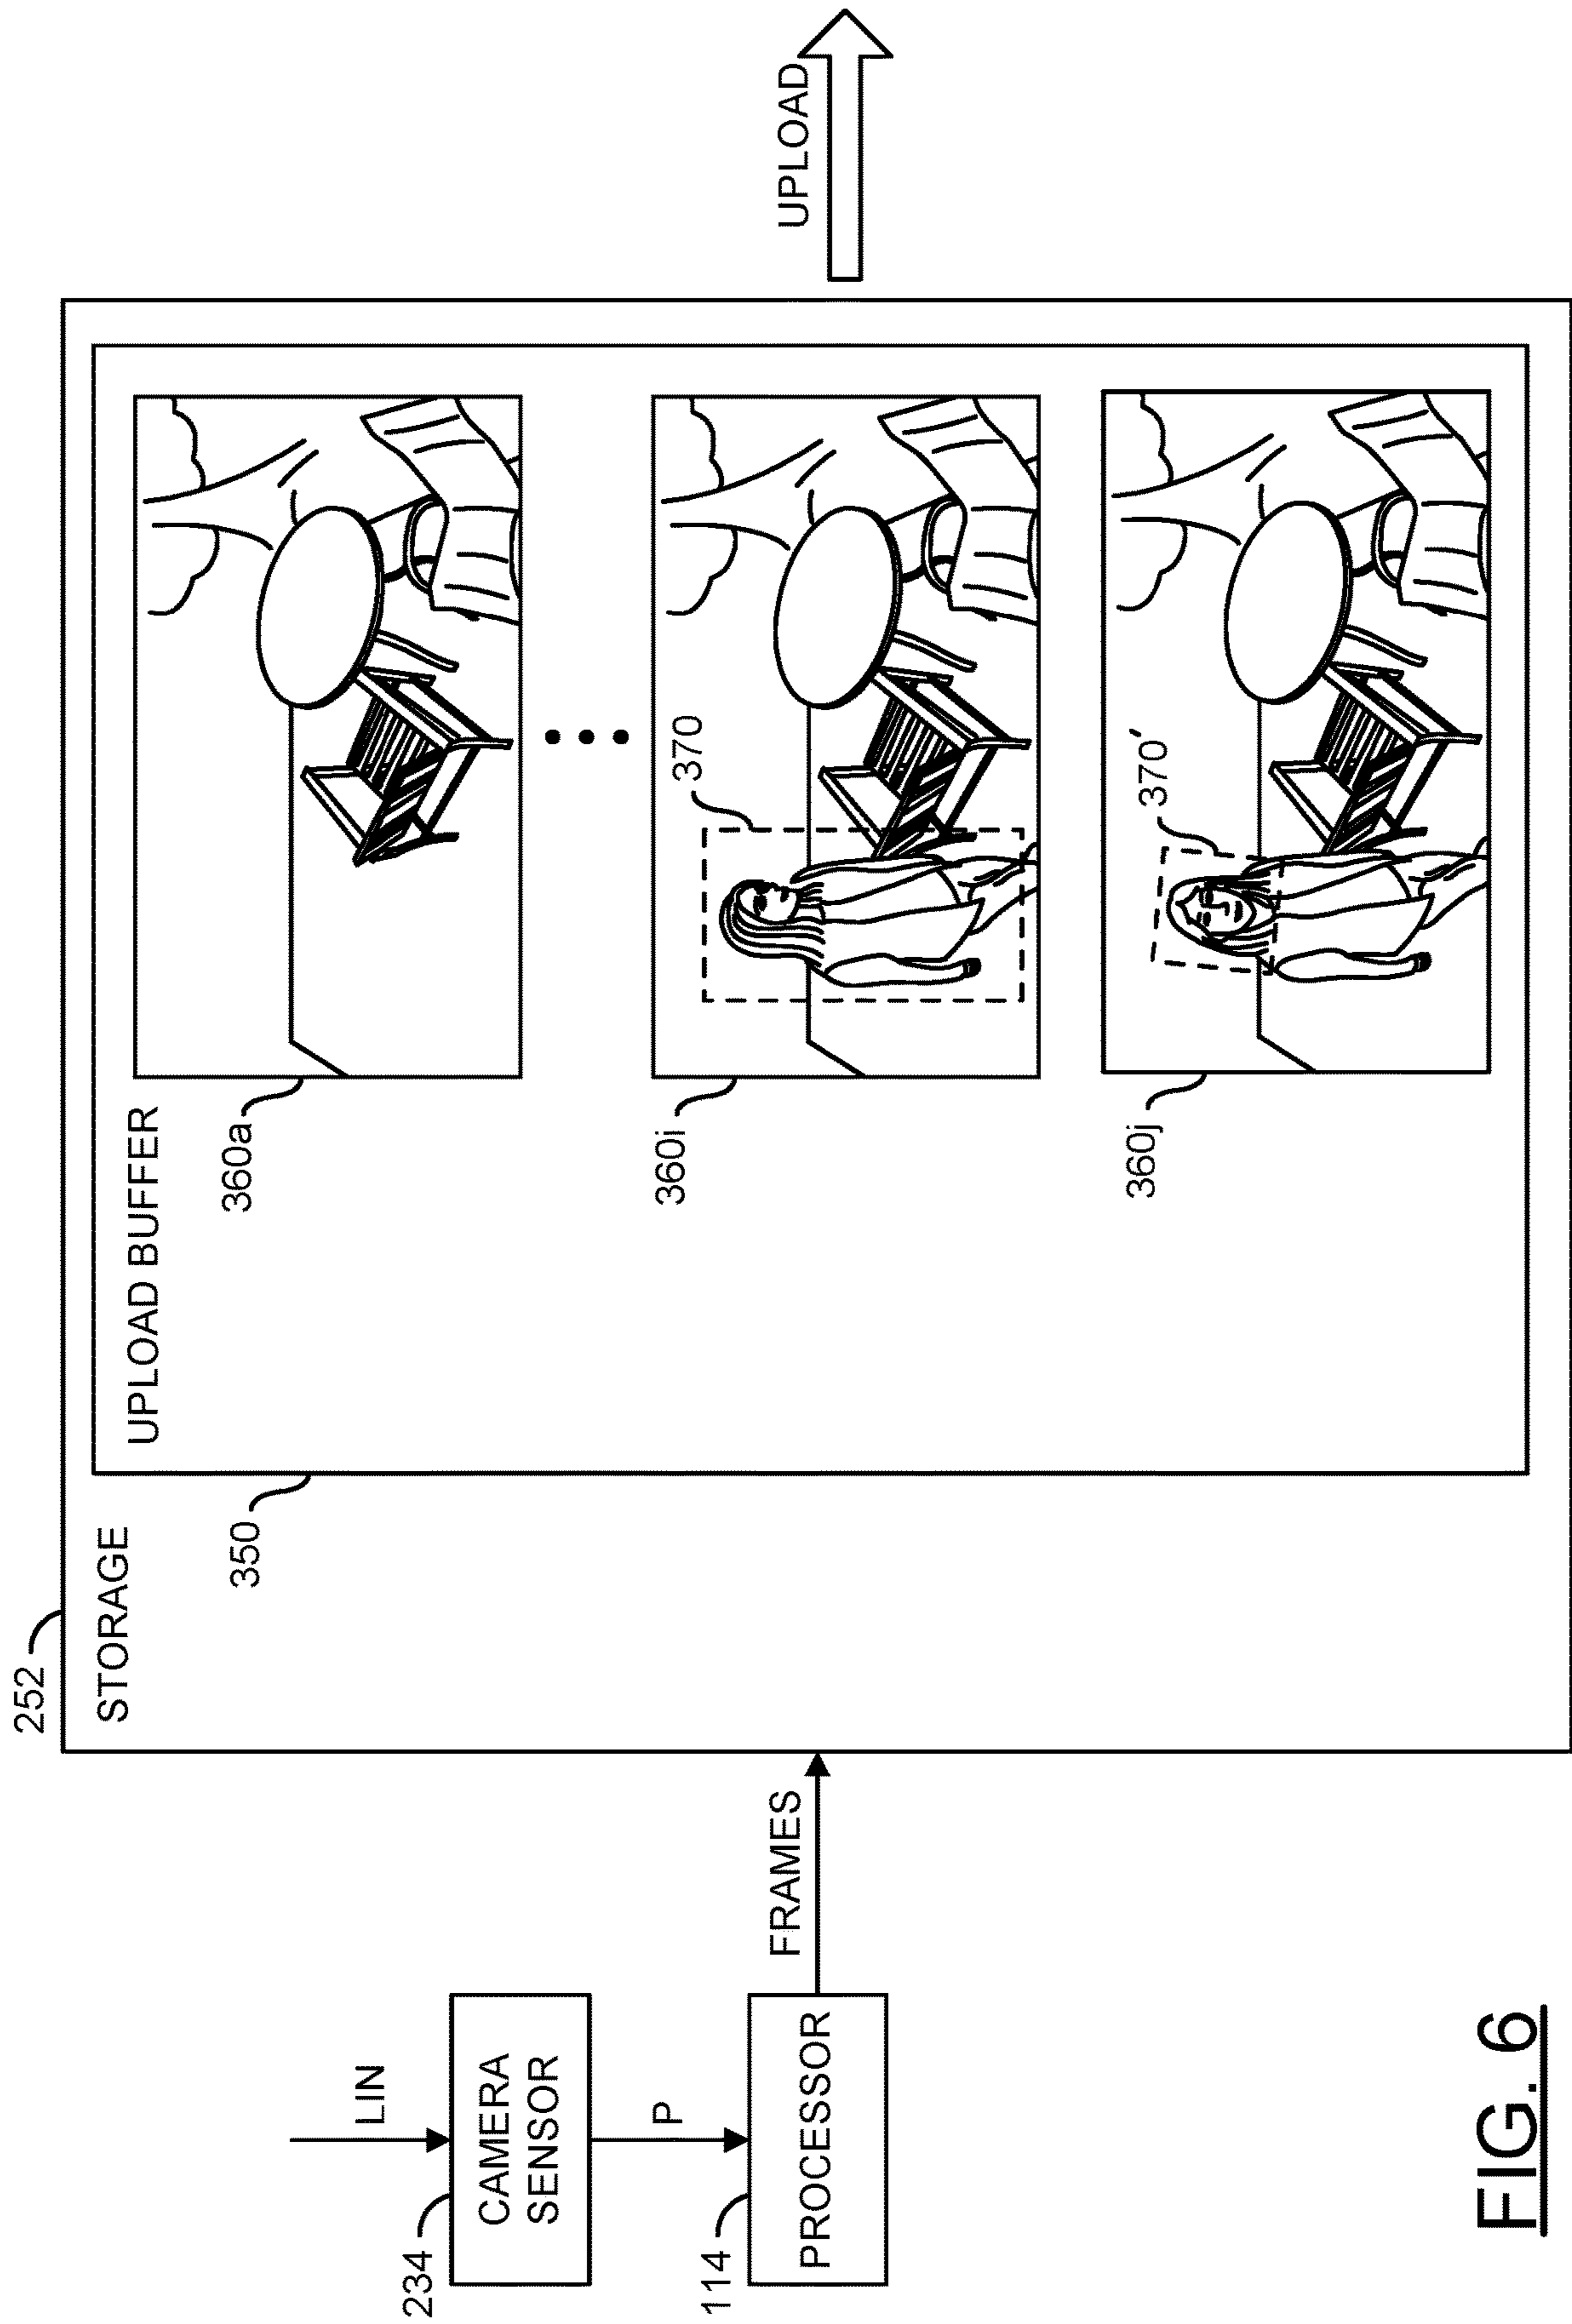 252
STORAGE
350
UPLOAD BUFFER
360a
360i
370
360j
370'
UPLOAD
LIN
234
CAMERA
SENSOR
P
114
PROCESSOR
FRAMES
FIG. 6